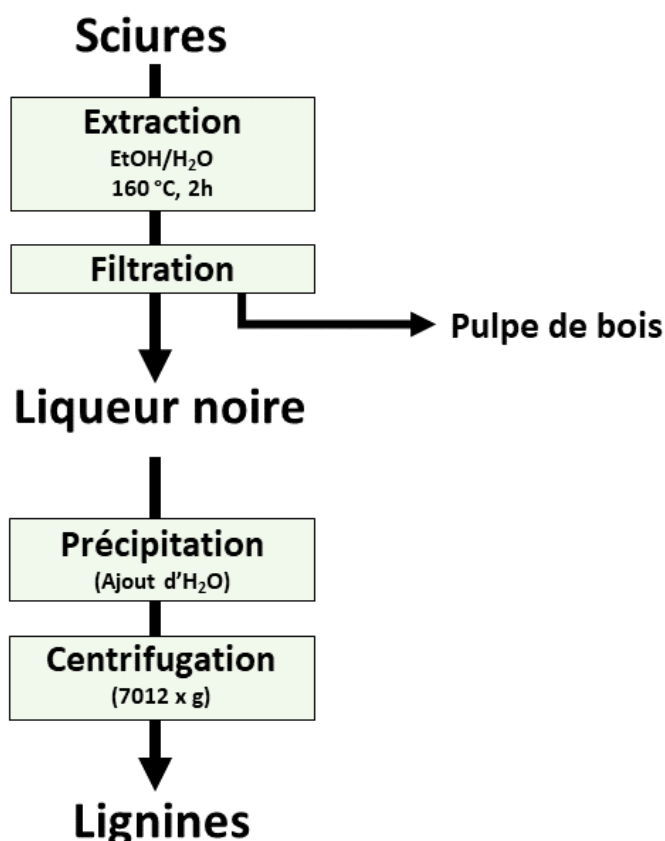 Sciures
Extraction
EtOH/H₂O
160 °C, 2h
Filtration
Pulpe de bois
Liqueur noire
Précipitation
(Ajout d'H₂O)
Centrifugation
(7012 x g)
Lignines